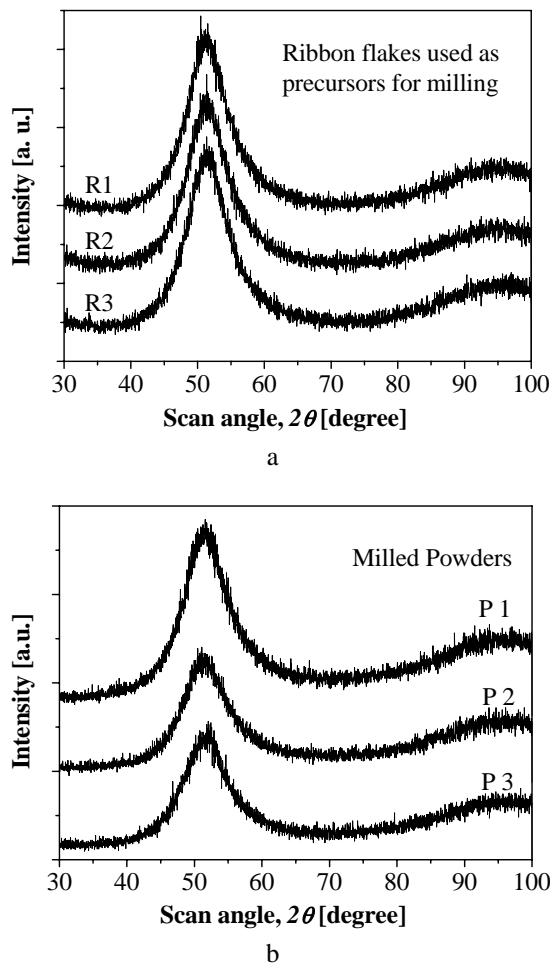 Ribbon flakes used as
precursors for milling
Intensity [a. u.]
R1
R2
R3
30 40 50 60 70 80 90 100
Scan angle, 2θ [degree]
a
Milled Powders
Intensity [a.u.]
P 1
P 2
P 3
30 40 50 60 70 80 90 100
Scan angle, 2θ [degree]
b